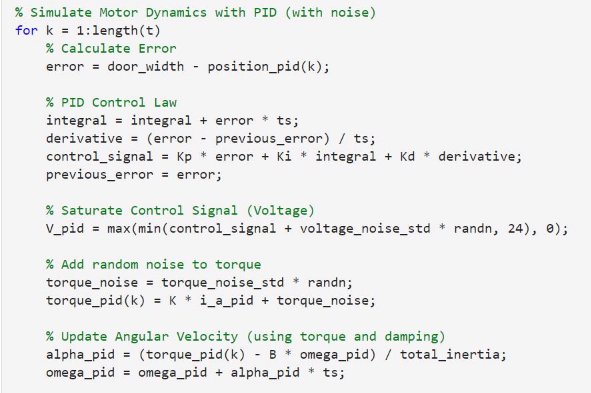 % Simulate Motor Dynamics with PID (with noise)
for k = 1:length(t)
    % Calculate Error
    error = door_width - position_pid(k);

    % PID Control Law
    integral = integral + error * ts;
    derivative = (error - previous_error) / ts;
    control_signal = Kp * error + Ki * integral + Kd * derivative;
    previous_error = error;

    % Saturate Control Signal (Voltage)
    V_pid = max(min(control_signal + voltage_noise_std * randn, 24), 0);

    % Add random noise to torque
    torque_noise = torque_noise_std * randn;
    torque_pid(k) = K * i_a_pid + torque_noise;

    % Update Angular Velocity (using torque and damping)
    alpha_pid = (torque_pid(k) - B * omega_pid) / total_inertia;
    omega_pid = omega_pid + alpha_pid * ts;